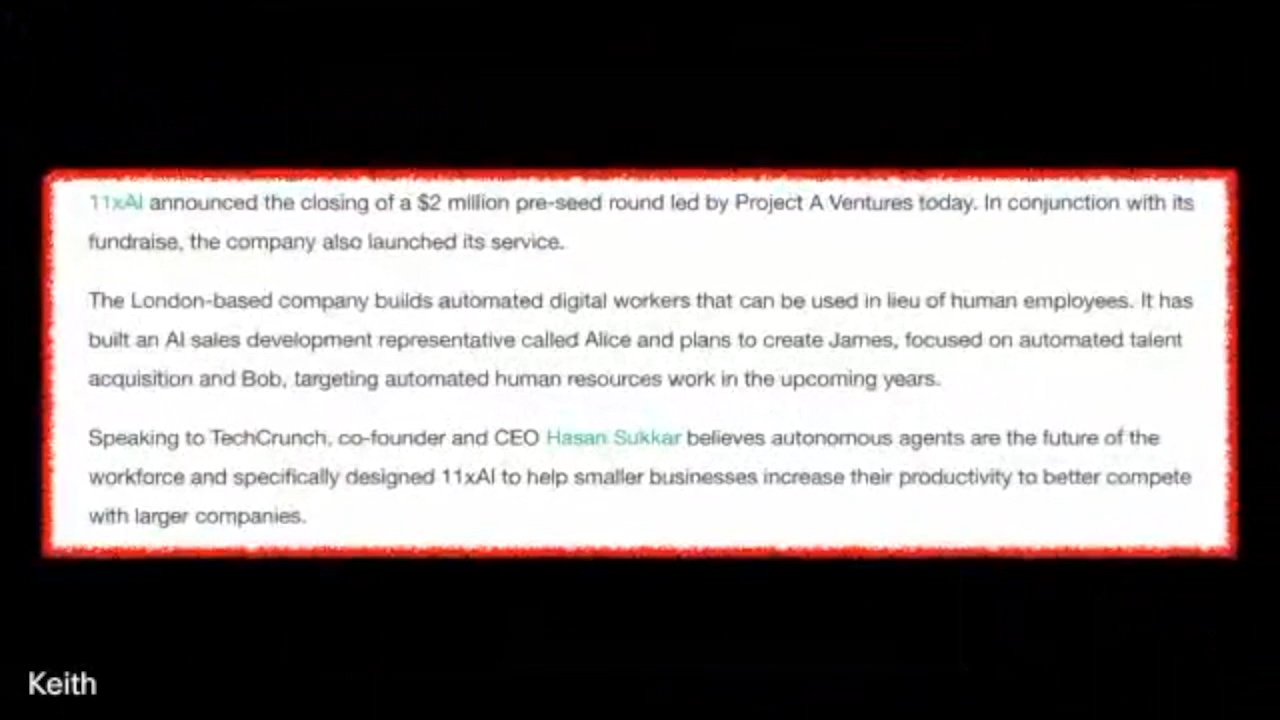 11xAI announced the closing of a $2 million pre-seed round led by Project A Ventures today. In conjunction with its
fundraise, the company also launched its service.
The London-based company builds automated digital workers that can be used in lieu of human employees. It has
built an AI sales development representative called Alice and plans to create James, focused on automated talent
acquisition and Bob, targeting automated human resources work in the upcoming years.
Speaking to TechCrunch, co-founder and CEO Hasan Sukkar believes autonomous agents are the future of the
workforce and specifically designed 11xAI to help smaller businesses increase their productivity to better compete
with larger companies.
Keith